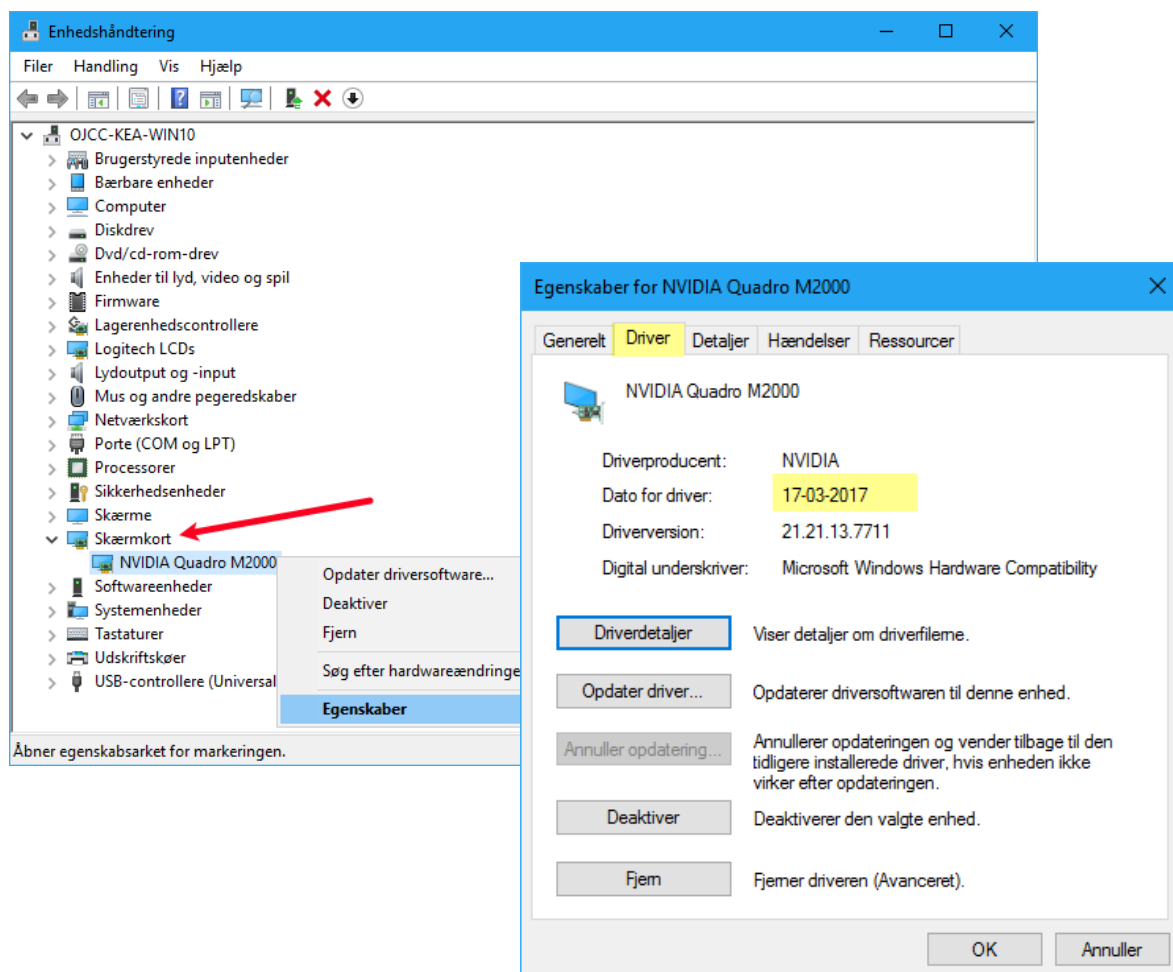 Enhedshåndtering
Filer Handling Vis Hjælp
OJCC-KEA-WIN10
Brugerstyrede inputenheder
Bærbare enheder
Computer
Diskdrev
Dvd/cd-rom-drev
Enheder til lyd, video og spil
Firmware
Lagerenhedscontrollere
Logitech LCDs
Lydoutput og -input
Mus og andre pegeredskaber
Netværkskort
Porte (COM og LPT)
Processorer
Sikkerhedsenheder
Skærme
Skærmkort
NVIDIA Quadro M2000
Softwareenheder
Systemenheder
Tastaturer
Udskriftskøer
USB-controllere (Universal
Opdater driversoftware...
Deaktiver
Fjern
Søg efter hardwareændringe
Egenskaber
Åbner egenskabsarket for markeringen.
Egenskaber for NVIDIA Quadro M2000
Generelt Driver Detaljer Hændelser Ressourcer
NVIDIA Quadro M2000
Driverproducent: NVIDIA
Dato for driver: 17-03-2017
Driverversion: 21.21.13.7711
Digital underskriver: Microsoft Windows Hardware Compatibility
Driverdetaljer Viser detaljer om driverfilerne.
Opdater driver... Opdaterer driversoftwaren til denne enhed.
Annuller opdatering... Annullerer opdateringen og vender tilbage til den
tidligere installerede driver, hvis enheden ikke
virker efter opdateringen.
Deaktiver Deaktiverer den valgte enhed.
Fjern Fjerner driveren (Avanceret).
OK Annuller